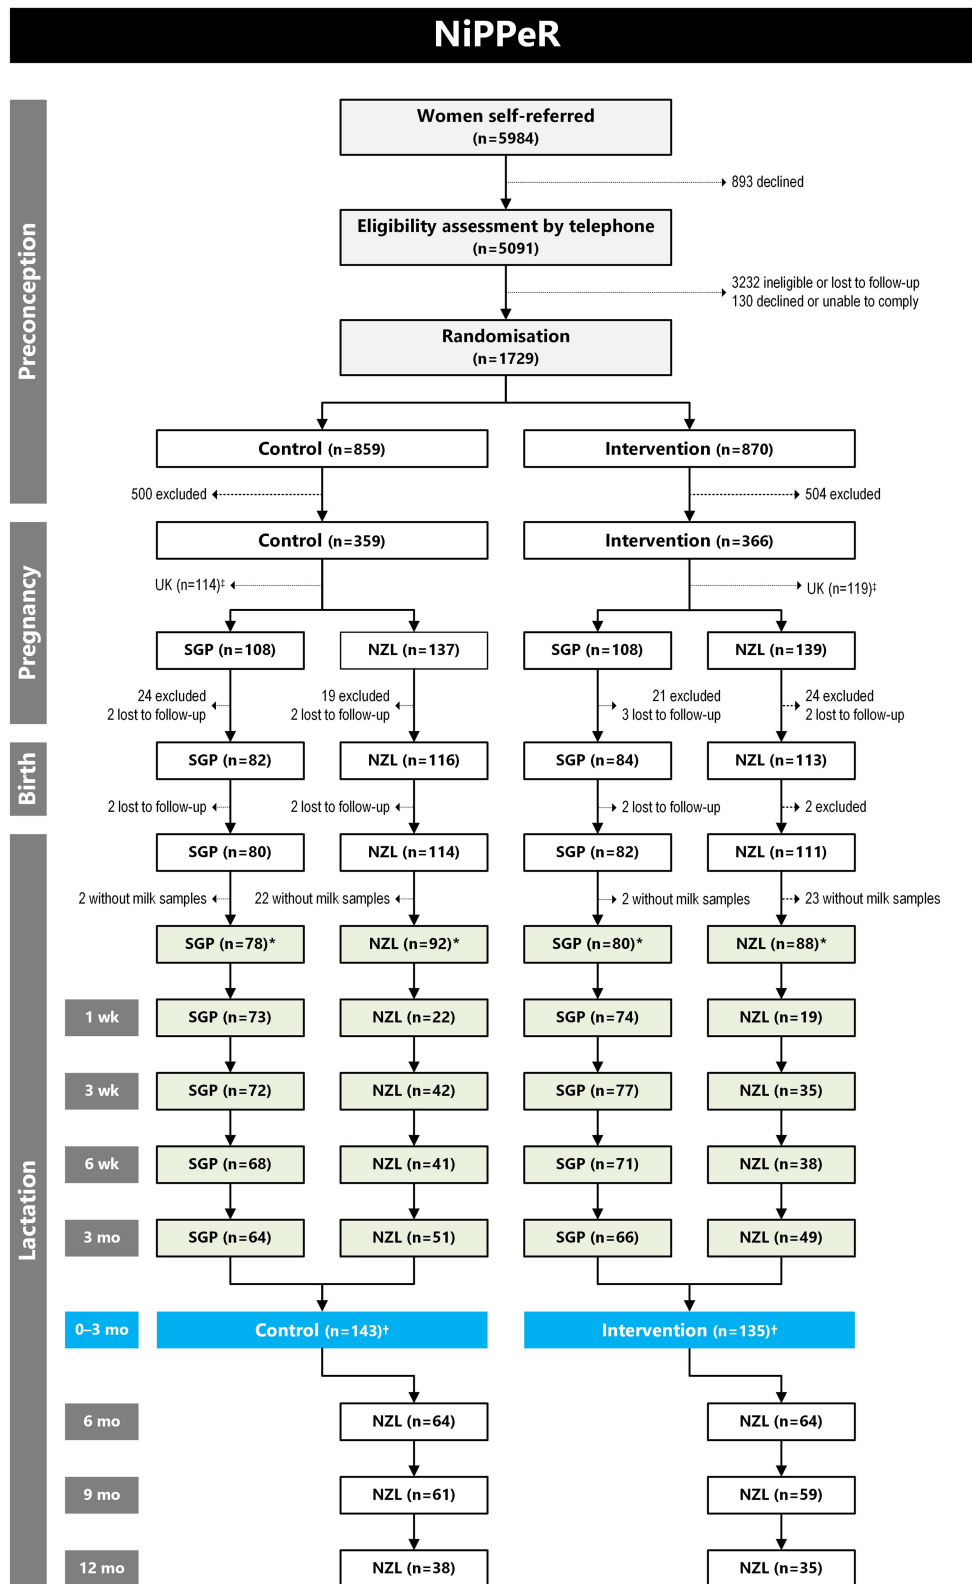 NiPPeR
Preconception
Women self-referred
(n=5984)
893 declined
Eligibility assessment by telephone
(n=5091)
3232 ineligible or lost to follow-up
130 declined or unable to comply
Randomisation
(n=1729)
Control (n=859)
Intervention (n=870)
500 excluded
504 excluded
Pregnancy
Control (n=359)
Intervention (n=366)
UK (n=114)‡
UK (n=119)‡
SGP (n=108)
NZL (n=137)
SGP (n=108)
NZL (n=139)
24 excluded
2 lost to follow-up
19 excluded
2 lost to follow-up
21 excluded
3 lost to follow-up
24 excluded
2 lost to follow-up
Birth
SGP (n=82)
NZL (n=116)
SGP (n=84)
NZL (n=113)
2 lost to follow-up
2 lost to follow-up
2 lost to follow-up
2 excluded
Lactation
SGP (n=80)
NZL (n=114)
SGP (n=82)
NZL (n=111)
2 without milk samples
22 without milk samples
2 without milk samples
23 without milk samples
SGP (n=78)*
NZL (n=92)*
SGP (n=80)*
NZL (n=88)*
1 wk
SGP (n=73)
NZL (n=22)
SGP (n=74)
NZL (n=19)
3 wk
SGP (n=72)
NZL (n=42)
SGP (n=77)
NZL (n=35)
6 wk
SGP (n=68)
NZL (n=41)
SGP (n=71)
NZL (n=38)
3 mo
SGP (n=64)
NZL (n=51)
SGP (n=66)
NZL (n=49)
0–3 mo
Control (n=143)†
Intervention (n=135)†
6 mo
NZL (n=64)
NZL (n=64)
9 mo
NZL (n=61)
NZL (n=59)
12 mo
NZL (n=38)
NZL (n=35)